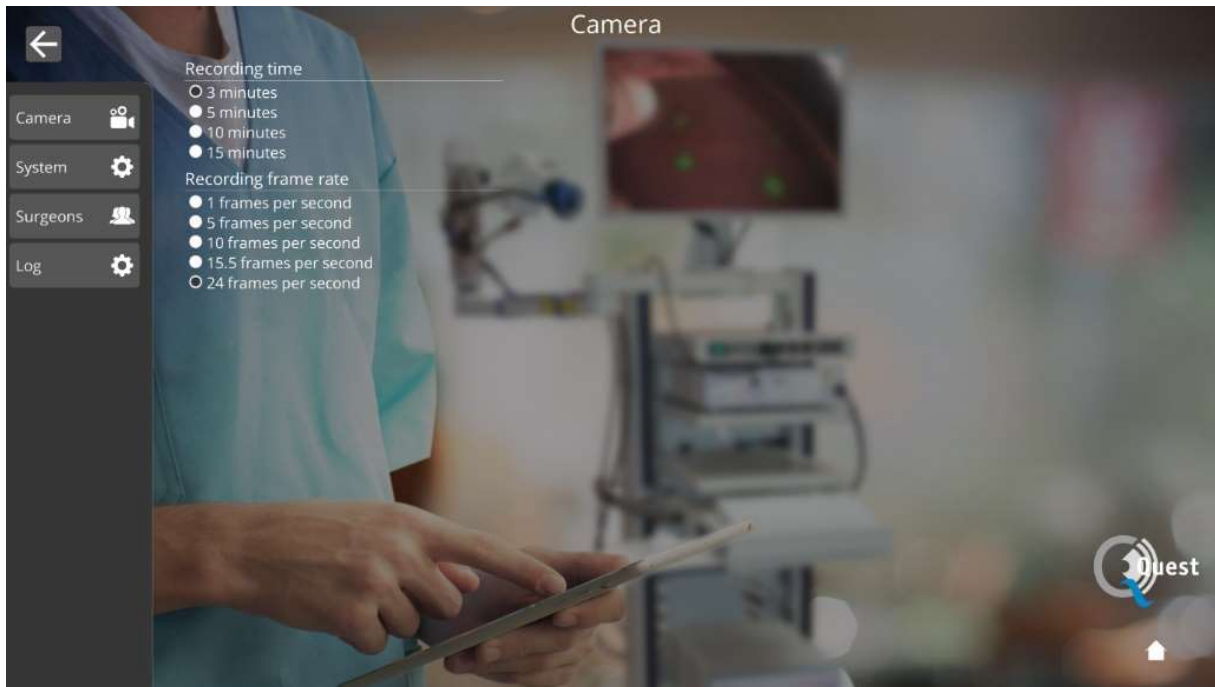 Camera
Recording time
3 minutes
5 minutes
10 minutes
15 minutes
Recording frame rate
1 frames per second
5 frames per second
10 frames per second
15.5 frames per second
24 frames per second
Camera
System
Surgeons
Log
Quest